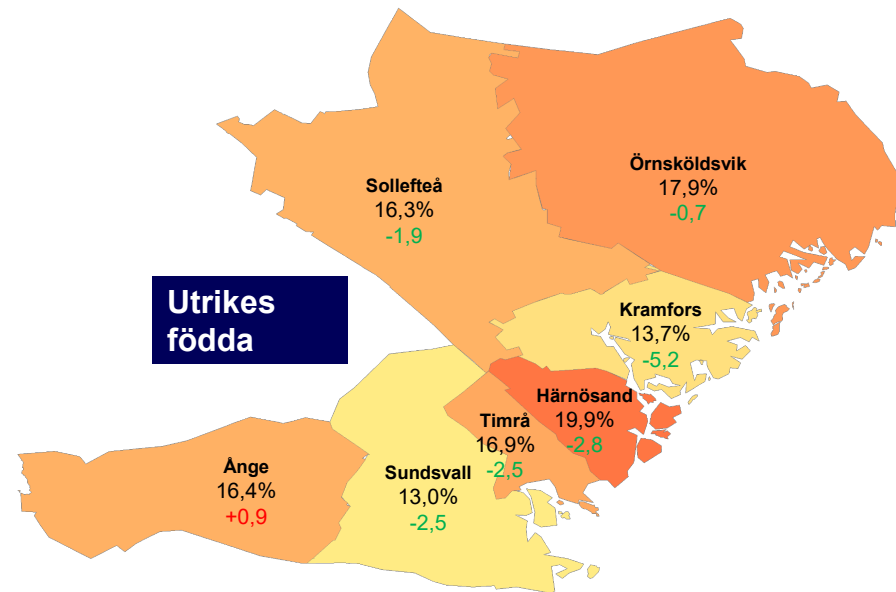 Örnsköldsvik
17,9%
-0,7
Sollefteå
16,3%
-1,9
Utrikes
födda
Kramfors
13,7%
-5,2
Härnösand
19,9%
-2,8
Timrå
16,9%
-2,5
Ånge
16,4%
+0,9
Sundsvall
13,0%
-2,5